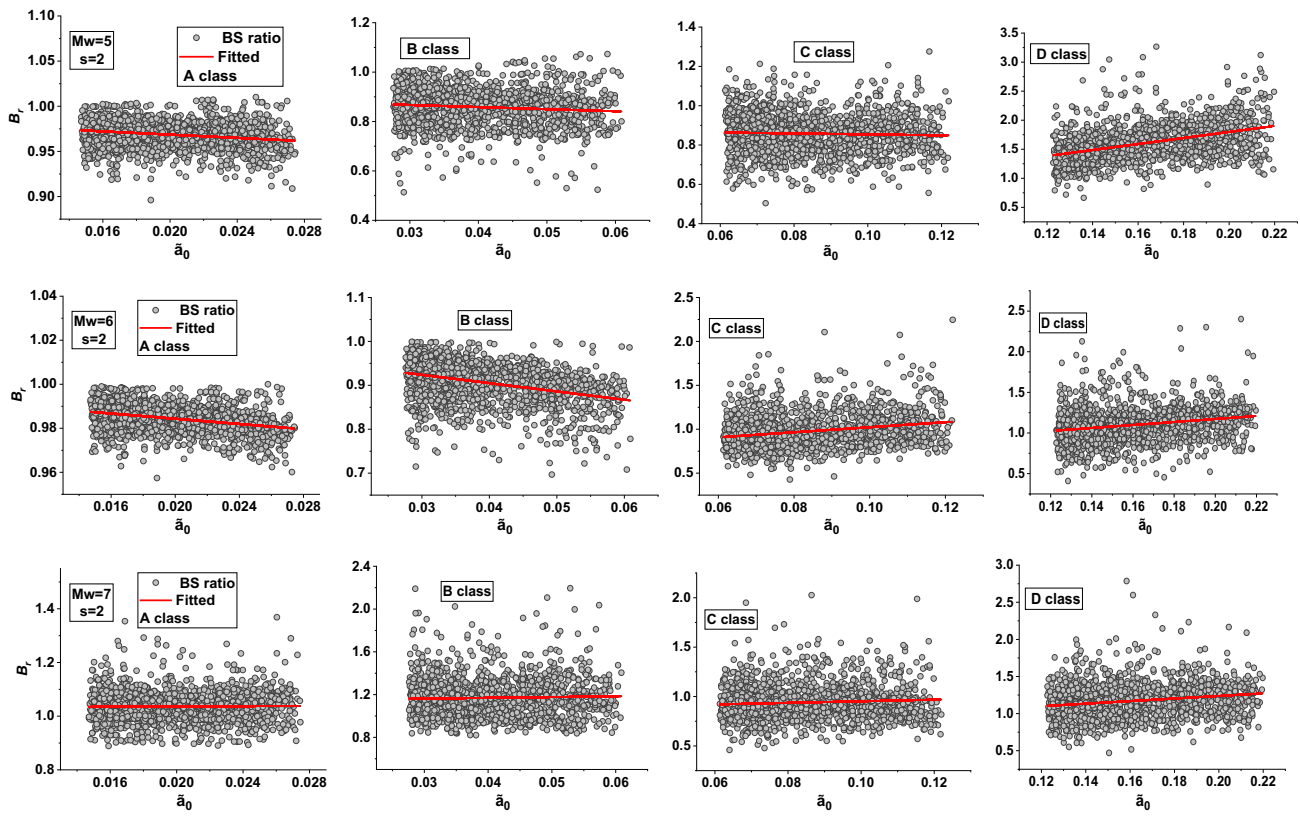 1.10
1.05
1.00
0.95
0.90
B_r
Mw=5
s=2
BS ratio
Fitted
A class
0.016 0.020 0.024 0.028
ã₀
1.2
1.0
0.8
0.6
0.4
B class
0.03 0.04 0.05 0.06
ã₀
1.4
1.2
1.0
0.8
0.6
0.4
C class
0.06 0.08 0.10 0.12
ã₀
3.5
3.0
2.5
2.0
1.5
1.0
0.5
D class
0.12 0.14 0.16 0.18 0.20 0.22
ã₀
1.04
1.02
1.00
0.98
0.96
B_r
Mw=6
s=2
BS ratio
Fitted
A class
0.016 0.020 0.024 0.028
ã₀
1.1
1.0
0.9
0.8
0.7
B class
0.03 0.04 0.05 0.06
ã₀
2.5
2.0
1.5
1.0
0.5
C class
0.06 0.08 0.10 0.12
ã₀
2.5
2.0
1.5
1.0
0.5
D class
0.12 0.14 0.16 0.18 0.20 0.22
ã₀
1.4
1.2
1.0
0.8
B_r
Mw=7
s=2
BS ratio
Fitted
A class
0.016 0.020 0.024 0.028
ã₀
2.4
2.0
1.6
1.2
0.8
B class
0.03 0.04 0.05 0.06
ã₀
2.0
1.5
1.0
0.5
C class
0.06 0.08 0.10 0.12
ã₀
3.0
2.5
2.0
1.5
1.0
0.5
D class
0.12 0.14 0.16 0.18 0.20 0.22
ã₀